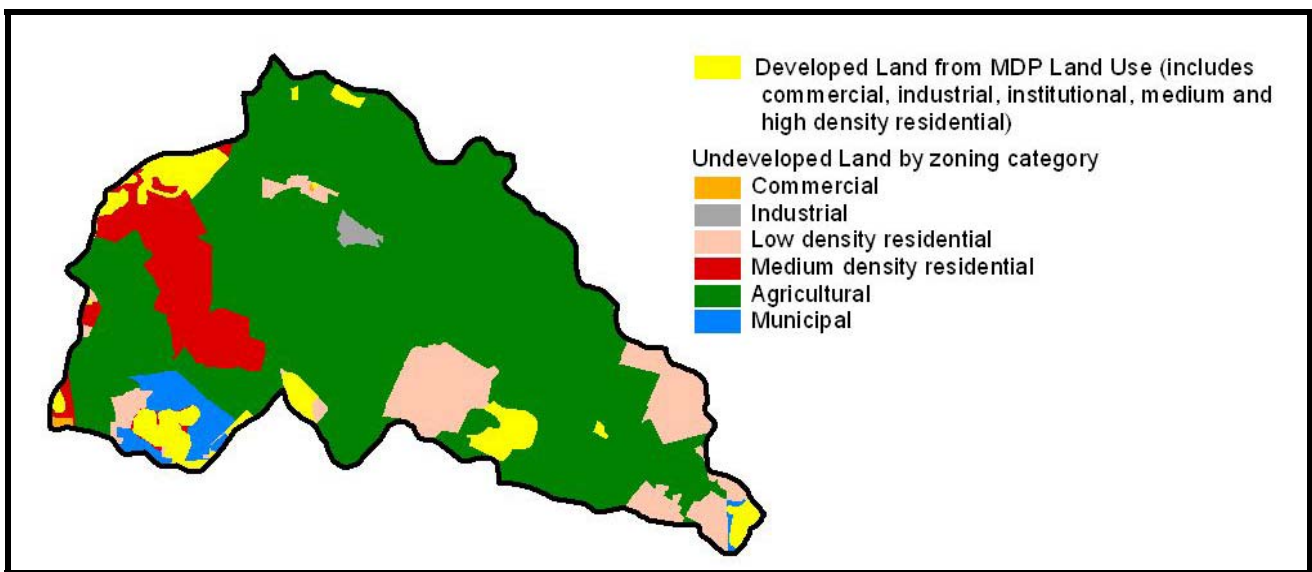 Developed Land from MDP Land Use (includes
commercial, industrial, institutional, medium and
high density residential)
Undeveloped Land by zoning category
Commercial
Industrial
Low density residential
Medium density residential
Agricultural
Municipal